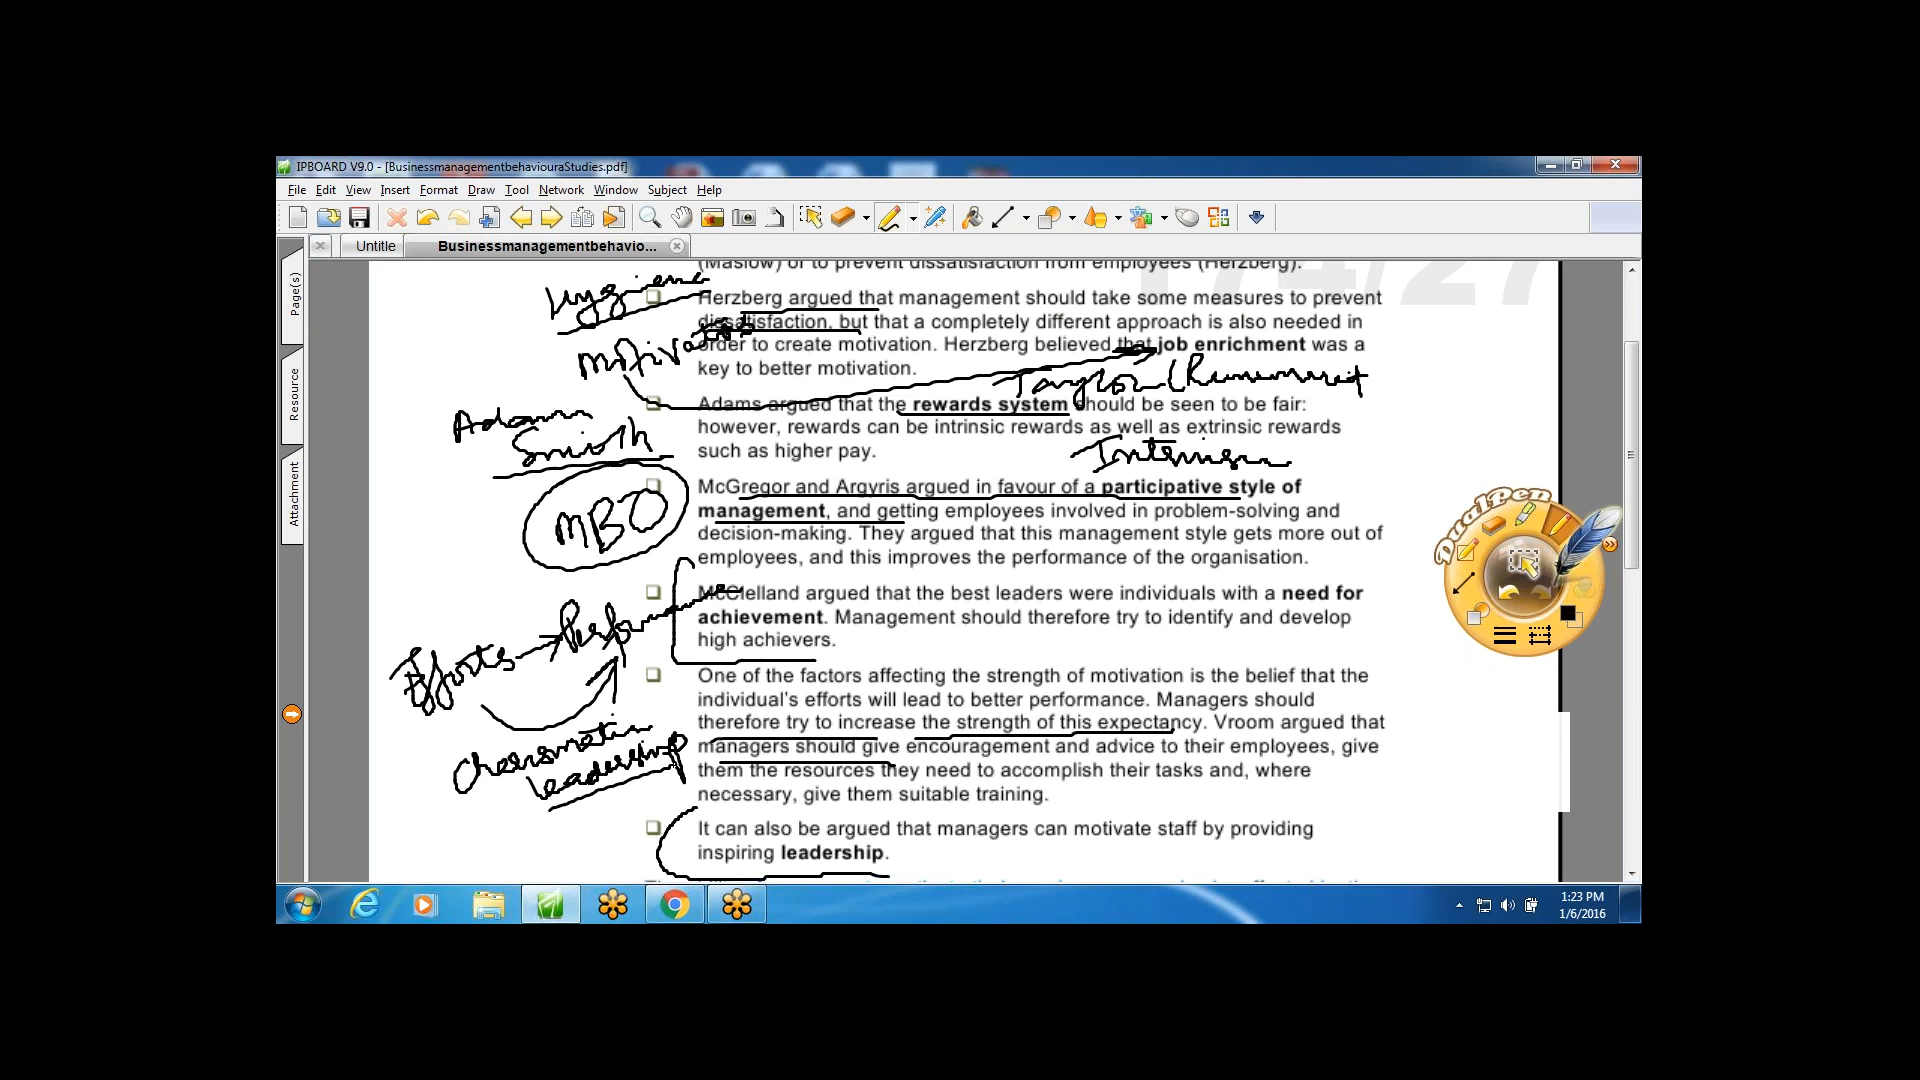 IPBOARD V9.0 - [BusinessmanagementbehaviouraStudies.pdf]
File Edit View Insert Format Draw Tool Network Window Subject Help
Untitle Businessmanagementbehavio...
Page(s)
Resource
Attachment
174/27
(Maslow) or to prevent dissatisfaction from employees (Herzberg).
Hygiene
Herzberg argued that management should take some measures to prevent
dissatisfaction, but that a completely different approach is also needed in
order to create motivation. Herzberg believed that job enrichment was a
key to better motivation.
Motivator
Taylor
Adams argued that the rewards system should be seen to be fair:
however, rewards can be intrinsic rewards as well as extrinsic rewards
such as higher pay.
Adam
Smith
McGregor and Argyris argued in favour of a participative style of
management, and getting employees involved in problem-solving and
decision-making. They argued that this management style gets more out of
employees, and this improves the performance of the organisation.
MBO
McClelland argued that the best leaders were individuals with a need for
achievement. Management should therefore try to identify and develop
high achievers.
Efforts
One of the factors affecting the strength of motivation is the belief that the
individual's efforts will lead to better performance. Managers should
therefore try to increase the strength of this expectancy. Vroom argued that
managers should give encouragement and advice to their employees, give
them the resources they need to accomplish their tasks and, where
necessary, give them suitable training.
leadership
It can also be argued that managers can motivate staff by providing
inspiring leadership.
DualPen
1:23 PM
1/6/2016